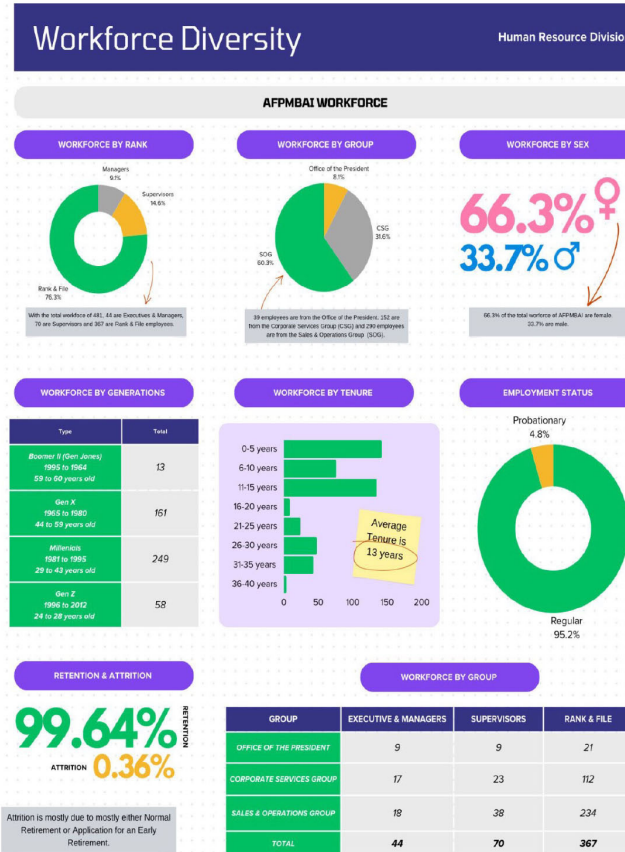 Workforce Diversity
Human Resource Divisio
AFPMBAI WORKFORCE
WORKFORCE BY RANK
WORKFORCE BY GROUP
WORKFORCE BY SEX
Managers
9.1%
Supervisors
14.6%
Rank & File
76.3%
With the total workforce of 481, 44 are Executives & Managers,
70 are Supervisors and 367 are Rank & File employees.
Office of the President
8.1%
CSG
31.6%
SOG
60.3%
39 employees are from the Office of the President, 152 are
from the Corporate Services Group (CSG) and 290 employees
are from the Sales & Operations Group (SOG).
66.3% ♀
33.7% ♂
66.3% of the total worforce of AFPMBAI are female.
33.7% are male.
WORKFORCE BY GENERATIONS
WORKFORCE BY TENURE
EMPLOYMENT STATUS
Type Total
Boomer II (Gen Jones)
1995 to 1964
59 to 60 years old
13
Gen X
1965 to 1980
44 to 59 years old
161
Millenials
1981 to 1995
29 to 43 years old
249
Gen Z
1996 to 2012
24 to 28 years old
58
0-5 years
6-10 years
11-15 years
16-20 years
21-25 years
26-30 years
31-35 years
36-40 years
0 50 100 150 200
Average
Tenure is
13 years
Probationary
4.8%
Regular
95.2%
RETENTION & ATTRITION
WORKFORCE BY GROUP
99.64% RETENTION
ATTRITION 0.36%
Attrition is mostly due to mostly either Normal
Retirement or Application for an Early
Retirement.
GROUP EXECUTIVE & MANAGERS SUPERVISORS RANK & FILE
OFFICE OF THE PRESIDENT 9 9 21
CORPORATE SERVICES GROUP 17 23 112
SALES & OPERATIONS GROUP 18 38 234
TOTAL 44 70 367